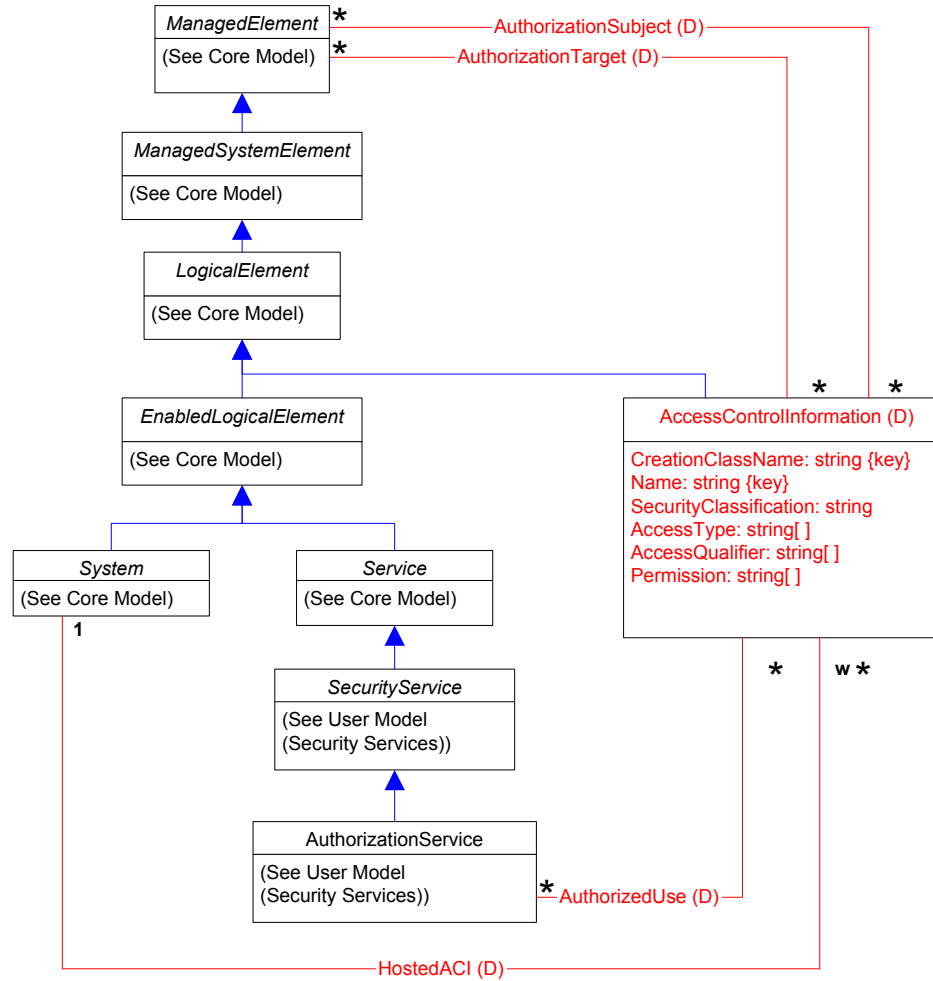 ManagedElement
(See Core Model)
*
AuthorizationSubject (D)
*
AuthorizationTarget (D)
ManagedSystemElement
(See Core Model)
LogicalElement
(See Core Model)
*
*
EnabledLogicalElement
(See Core Model)
AccessControlInformation (D)
CreationClassName: string {key}
Name: string {key}
SecurityClassification: string
AccessType: string[ ]
AccessQualifier: string[ ]
Permission: string[ ]
System
(See Core Model)
1
Service
(See Core Model)
*
w *
SecurityService
(See User Model
(Security Services))
AuthorizationService
(See User Model
(Security Services))
*
AuthorizedUse (D)
HostedACI (D)